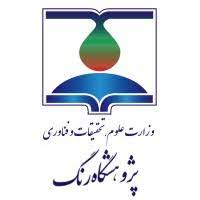 وزارت علوم، تحقیقات و فناوری
پژوهشگاه رنگ